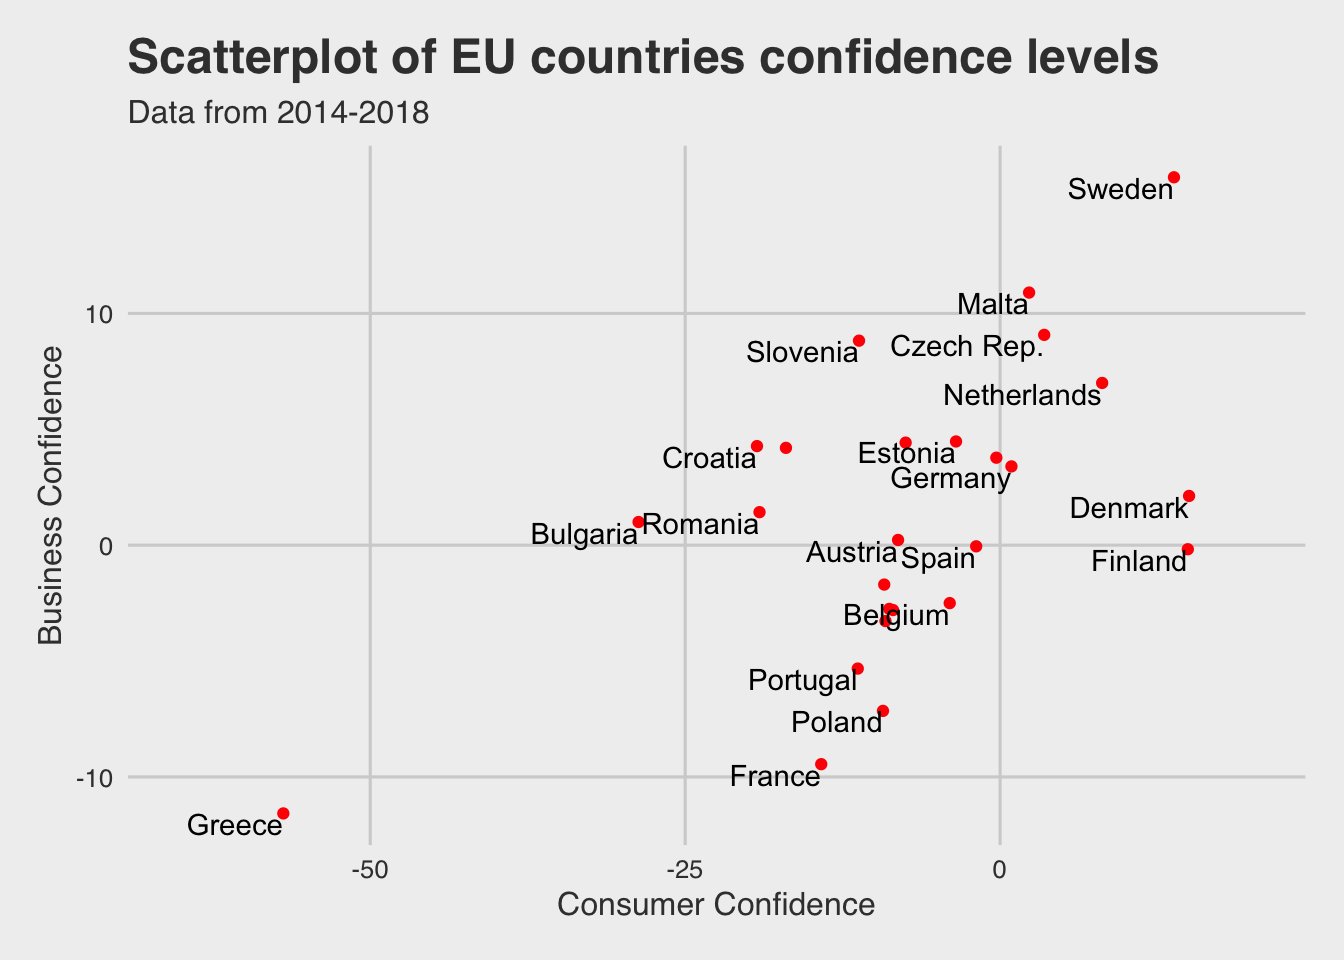 Scatterplot of EU countries confidence levels
Data from 2014-2018
Sweden
Malta
10
Slovenia
Czech Rep.
Netherlands
Croatia
Estonia
Germany
Denmark
Bulgaria
Romania
0
Austria
Spain
Finland
Belgium
Portugal
Poland
France
-10
Greece
-50
-25
0
Consumer Confidence
Business Confidence